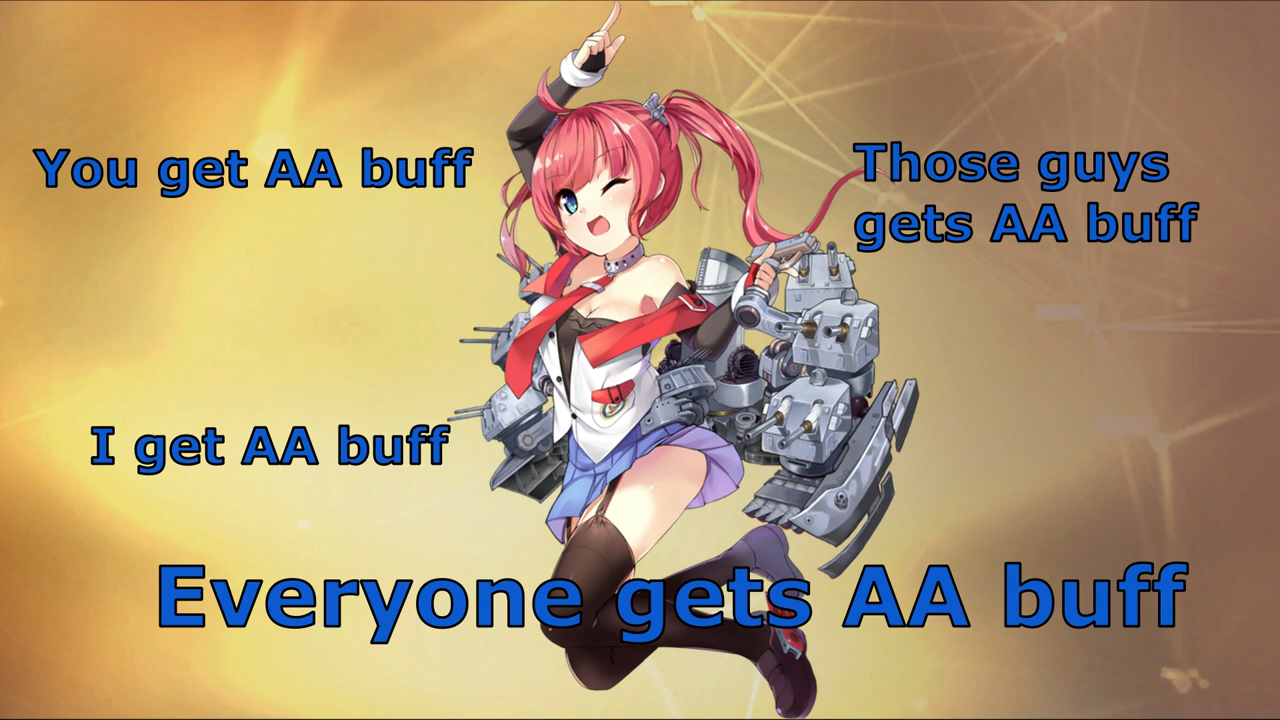 You get AA buff
Those guys
gets AA buff
I get AA buff
Everyone gets AA buff